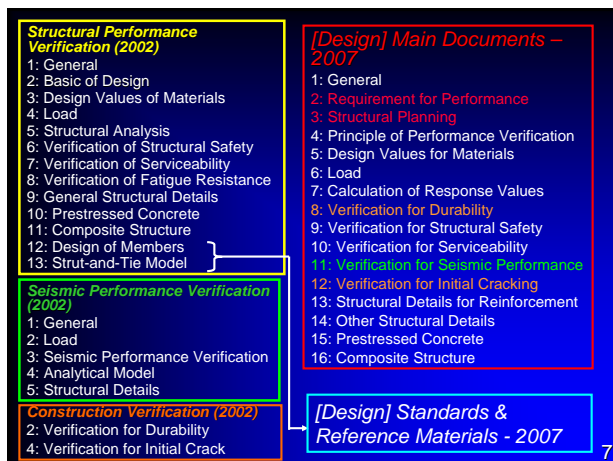 Structural Performance
Verification (2002)
1: General
2: Basic of Design
3: Design Values of Materials
4: Load
5: Structural Analysis
6: Verification of Structural Safety
7: Verification of Serviceability
8: Verification of Fatigue Resistance
9: General Structural Details
10: Prestressed Concrete
11: Composite Structure
12: Design of Members
13: Strut-and-Tie Model
Seismic Performance Verification
(2002)
1: General
2: Load
3: Seismic Performance Verification
4: Analytical Model
5: Structural Details
Construction Verification (2002)
2: Verification for Durability
4: Verification for Initial Crack
[Design] Main Documents –
2007
1: General
2: Requirement for Performance
3: Structural Planning
4: Principle of Performance Verification
5: Design Values for Materials
6: Load
7: Calculation of Response Values
8: Verification for Durability
9: Verification for Structural Safety
10: Verification for Serviceability
11: Verification for Seismic Performance
12: Verification for Initial Cracking
13: Structural Details for Reinforcement
14: Other Structural Details
15: Prestressed Concrete
16: Composite Structure
[Design] Standards &
Reference Materials - 2007
7